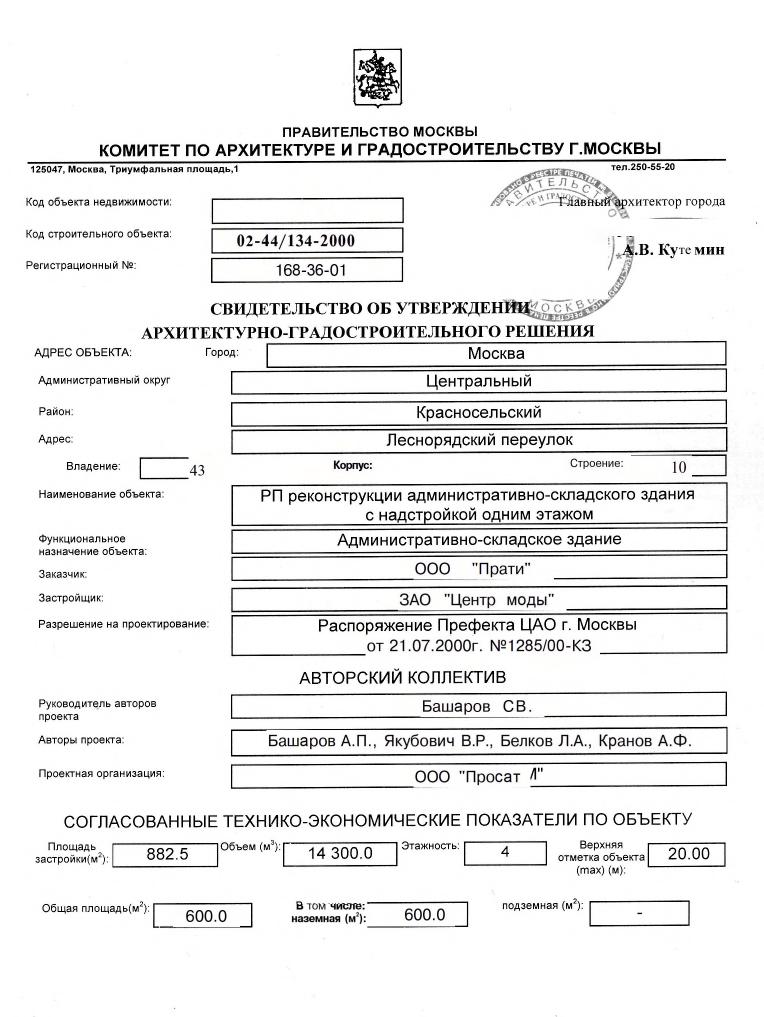 ПРАВИТЕЛЬСТВО МОСКВЫ
КОМИТЕТ ПО АРХИТЕКТУРЕ И ГРАДОСТРОИТЕЛЬСТВУ Г.МОСКВЫ
125047, Москва, Триумфальная площадь,1 тел.250-55-20
Код объекта недвижимости: Главный архитектор города
Код строительного объекта: 02-44/134-2000
А.В. Кутемин
Регистрационный №: 168-36-01
МОСКВЫ
СВИДЕТЕЛЬСТВО ОБ УТВЕРЖДЕНИИ
АРХИТЕКТУРНО-ГРАДОСТРОИТЕЛЬНОГО РЕШЕНИЯ
АДРЕС ОБЪЕКТА: Город: Москва
Административный округ Центральный
Район: Красносельский
Адрес: Леснорядский переулок
Владение: 43 Корпус: Строение: 10
Наименование объекта: РП реконструкции административно-складского здания
с надстройкой одним этажом
Функциональное
назначение объекта: Административно-складское здание
Заказчик: ООО "Прати"
Застройщик: ЗАО "Центр моды"
Разрешение на проектирование: Распоряжение Префекта ЦАО г. Москвы
от 21.07.2000г. №1285/00-КЗ
АВТОРСКИЙ КОЛЛЕКТИВ
Руководитель авторов
проекта Башаров СВ.
Авторы проекта: Башаров А.П., Якубович В.Р., Белков Л.А., Кранов А.Ф.
Проектная организация: ООО "Просат Л"
СОГЛАСОВАННЫЕ ТЕХНИКО-ЭКОНОМИЧЕСКИЕ ПОКАЗАТЕЛИ ПО ОБЪЕКТУ
Площадь
застройки(м²): 882.5 Объем (м³): 14 300.0 Этажность: 4 Верхняя
отметка объекта
(max) (м): 20.00
Общая площадь(м²): 600.0 В том числе:
наземная (м²): 600.0 подземная (м²): -